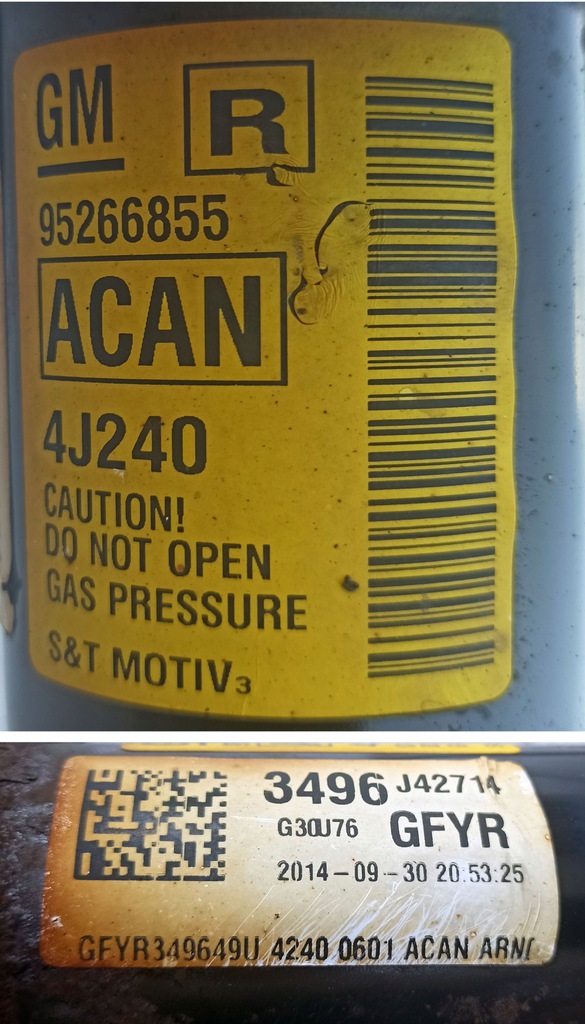 GM R
95266855
ACAN
4J240
CAUTION!
DO NOT OPEN
GAS PRESSURE
S&T MOTIV3
3496 J42714
G30U76 GFYR
2014-09-30 20:53:25
GFYR349649U 4240 0601 ACAN